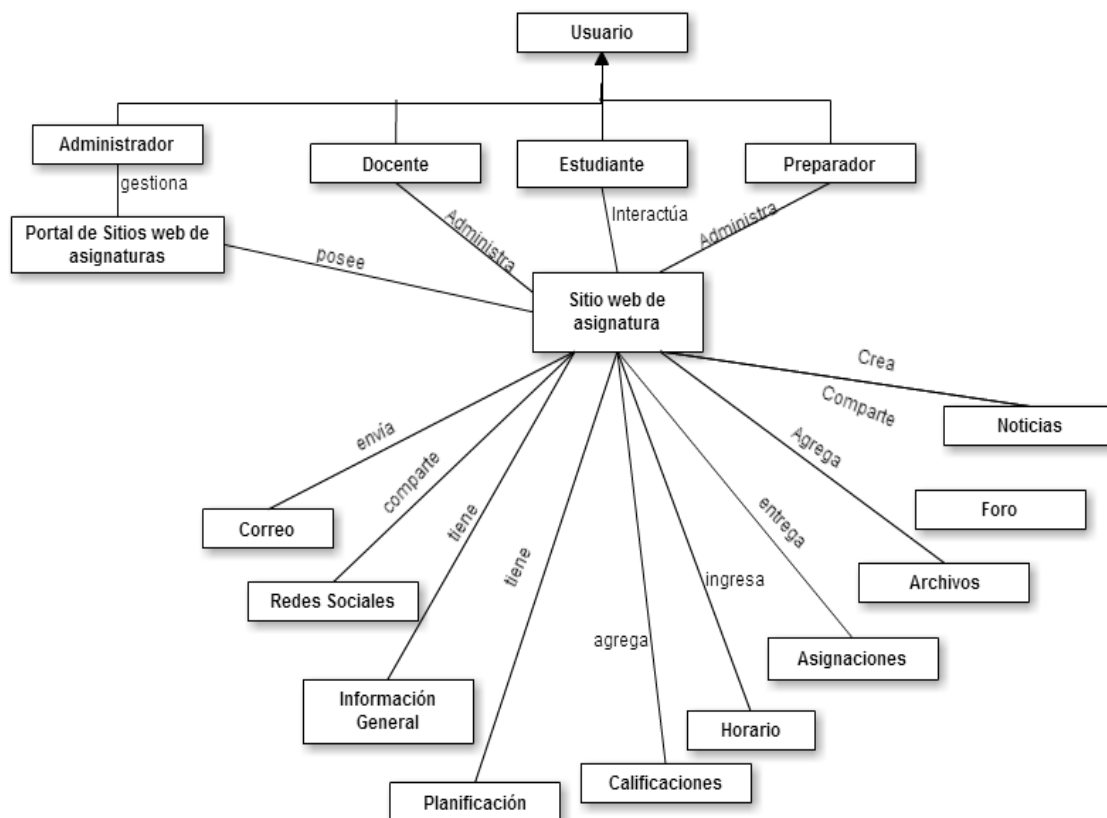 Usuario
Administrador
Docente
Estudiante
Preparador
gestiona
Administra
Interactúa
Administra
Portal de Sitios web de
asignaturas
posee
Sitio web de
asignatura
Crea
Comparte
Noticias
envía
comparte
tiene
tiene
agrega
ingresa
entrega
Agrega
Foro
Correo
Archivos
Redes Sociales
Asignaciones
Información
General
Horario
Calificaciones
Planificación